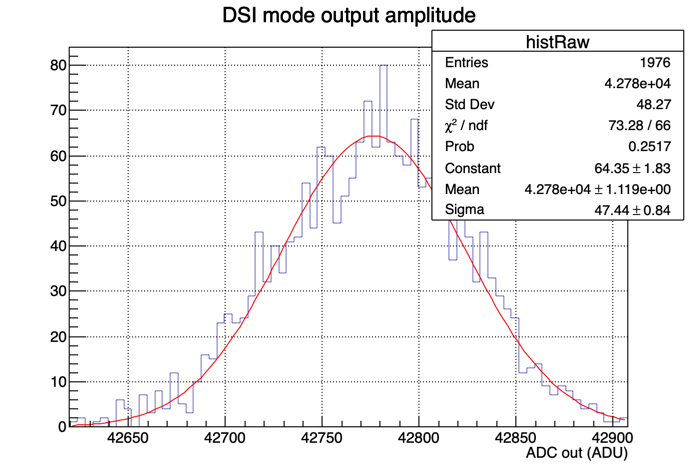 DSI mode output amplitude
histRaw
Entries 1976
Mean 4.278e+04
Std Dev 48.27
χ² / ndf 73.28 / 66
Prob 0.2517
Constant 64.35 ± 1.83
Mean 4.278e+04 ± 1.119e+00
Sigma 47.44 ± 0.84
80
70
60
50
40
30
20
10
0
42650 42700 42750 42800 42850 42900
ADC out (ADU)